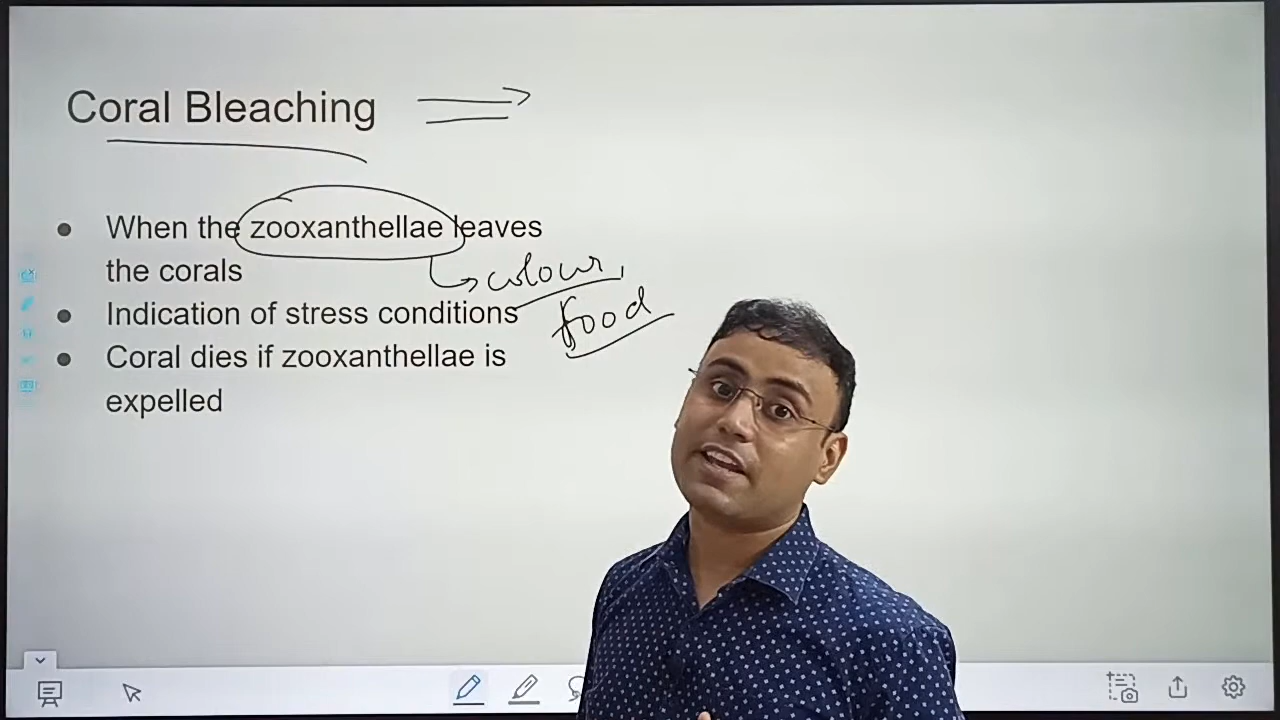 Coral Bleaching
When the zooxanthellae leaves
the corals
colour,
Indication of stress conditions
food
Coral dies if zooxanthellae is
expelled